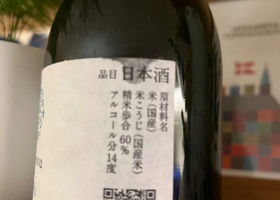 品目 日本酒
原材料名
米(国産)
米こうじ(国産米)
精米歩合 60%
アルコール分 14度